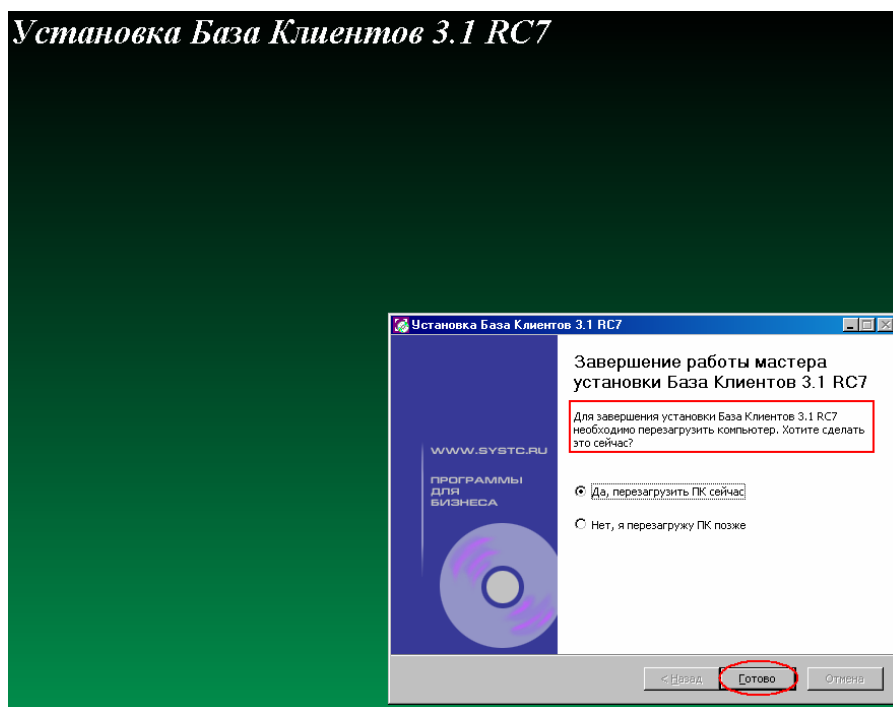 Установка База Клиентов 3.1 RC7
Установка База Клиентов 3.1 RC7
Завершение работы мастера
установки База Клиентов 3.1 RC7
Для завершения установки База Клиентов 3.1 RC7
необходимо перезагрузить компьютер. Хотите сделать
это сейчас?
WWW.SYSTC.RU
ПРОГРАММЫ
ДЛЯ
БИЗНЕСА
Да, перезагрузить ПК сейчас
Нет, я перезагружу ПК позже
< Назад
Готово
Отмена